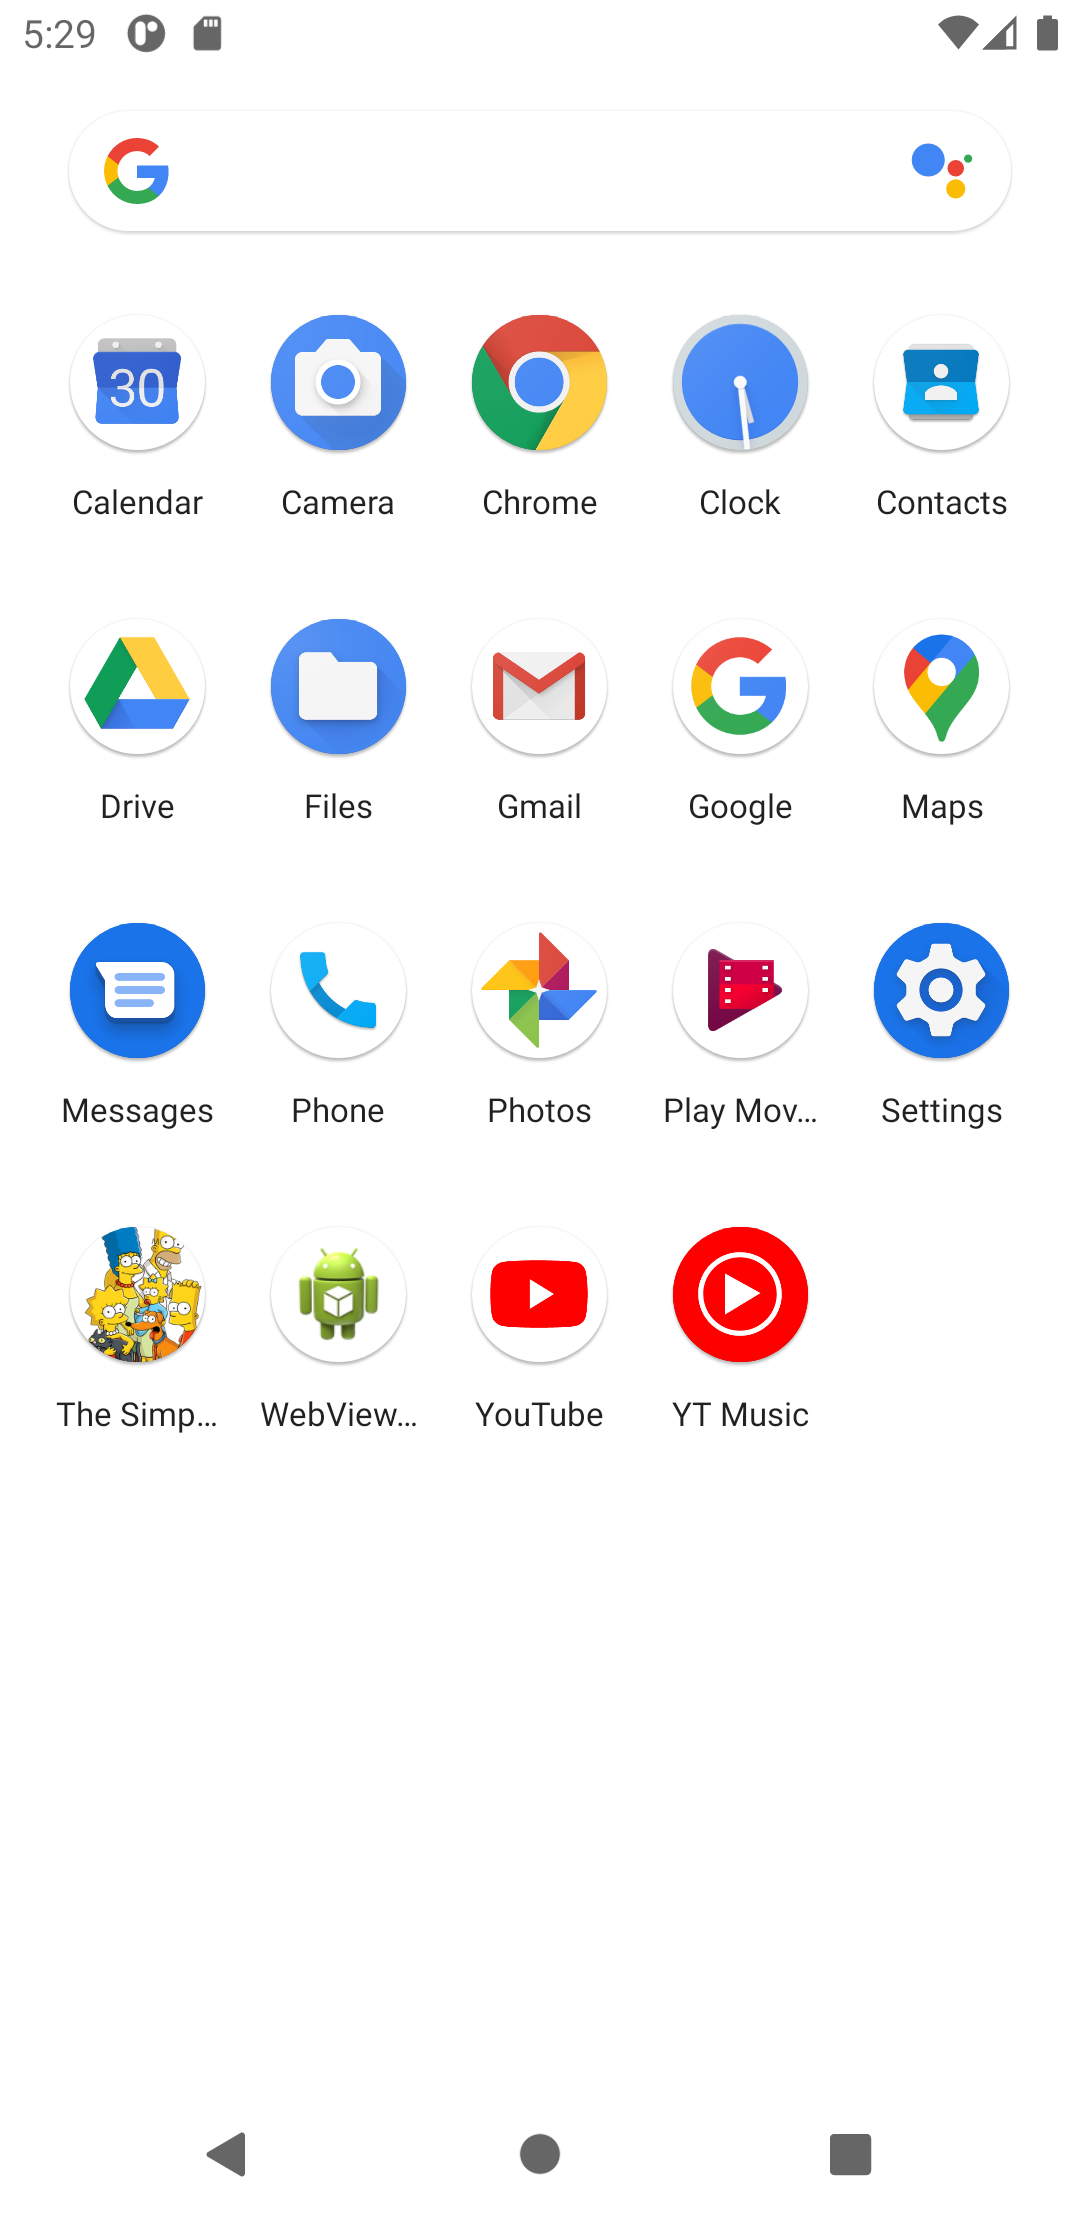 5:29
Calendar Camera Chrome Clock Contacts
30
Drive Files Gmail Google Maps
Messages Phone Photos Play Mov... Settings
The Simp... WebView... YouTube YT Music